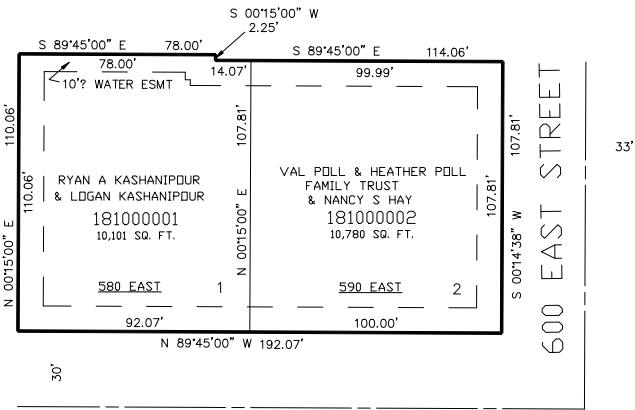 S 00°15'00" W
2.25'
S 89°45'00" E 78.00' S 89°45'00" E 114.06'
78.00' 14.07' 99.99'
10'? WATER ESMT
110.06'
110.06'
N 00°15'00" E
107.81'
N 00°15'00" E
RYAN A KASHANIPOUR
& LOGAN KASHANIPOUR
181000001
10,101 SQ. FT.
580 EAST 1
VAL POLL & HEATHER POLL
FAMILY TRUST
& NANCY S HAY
181000002
10,780 SQ. FT.
590 EAST 2
107.81'
107.81'
S 00°14'38" W
600 EAST STREET
33'
92.07' 100.00'
N 89°45'00" W 192.07'
30'